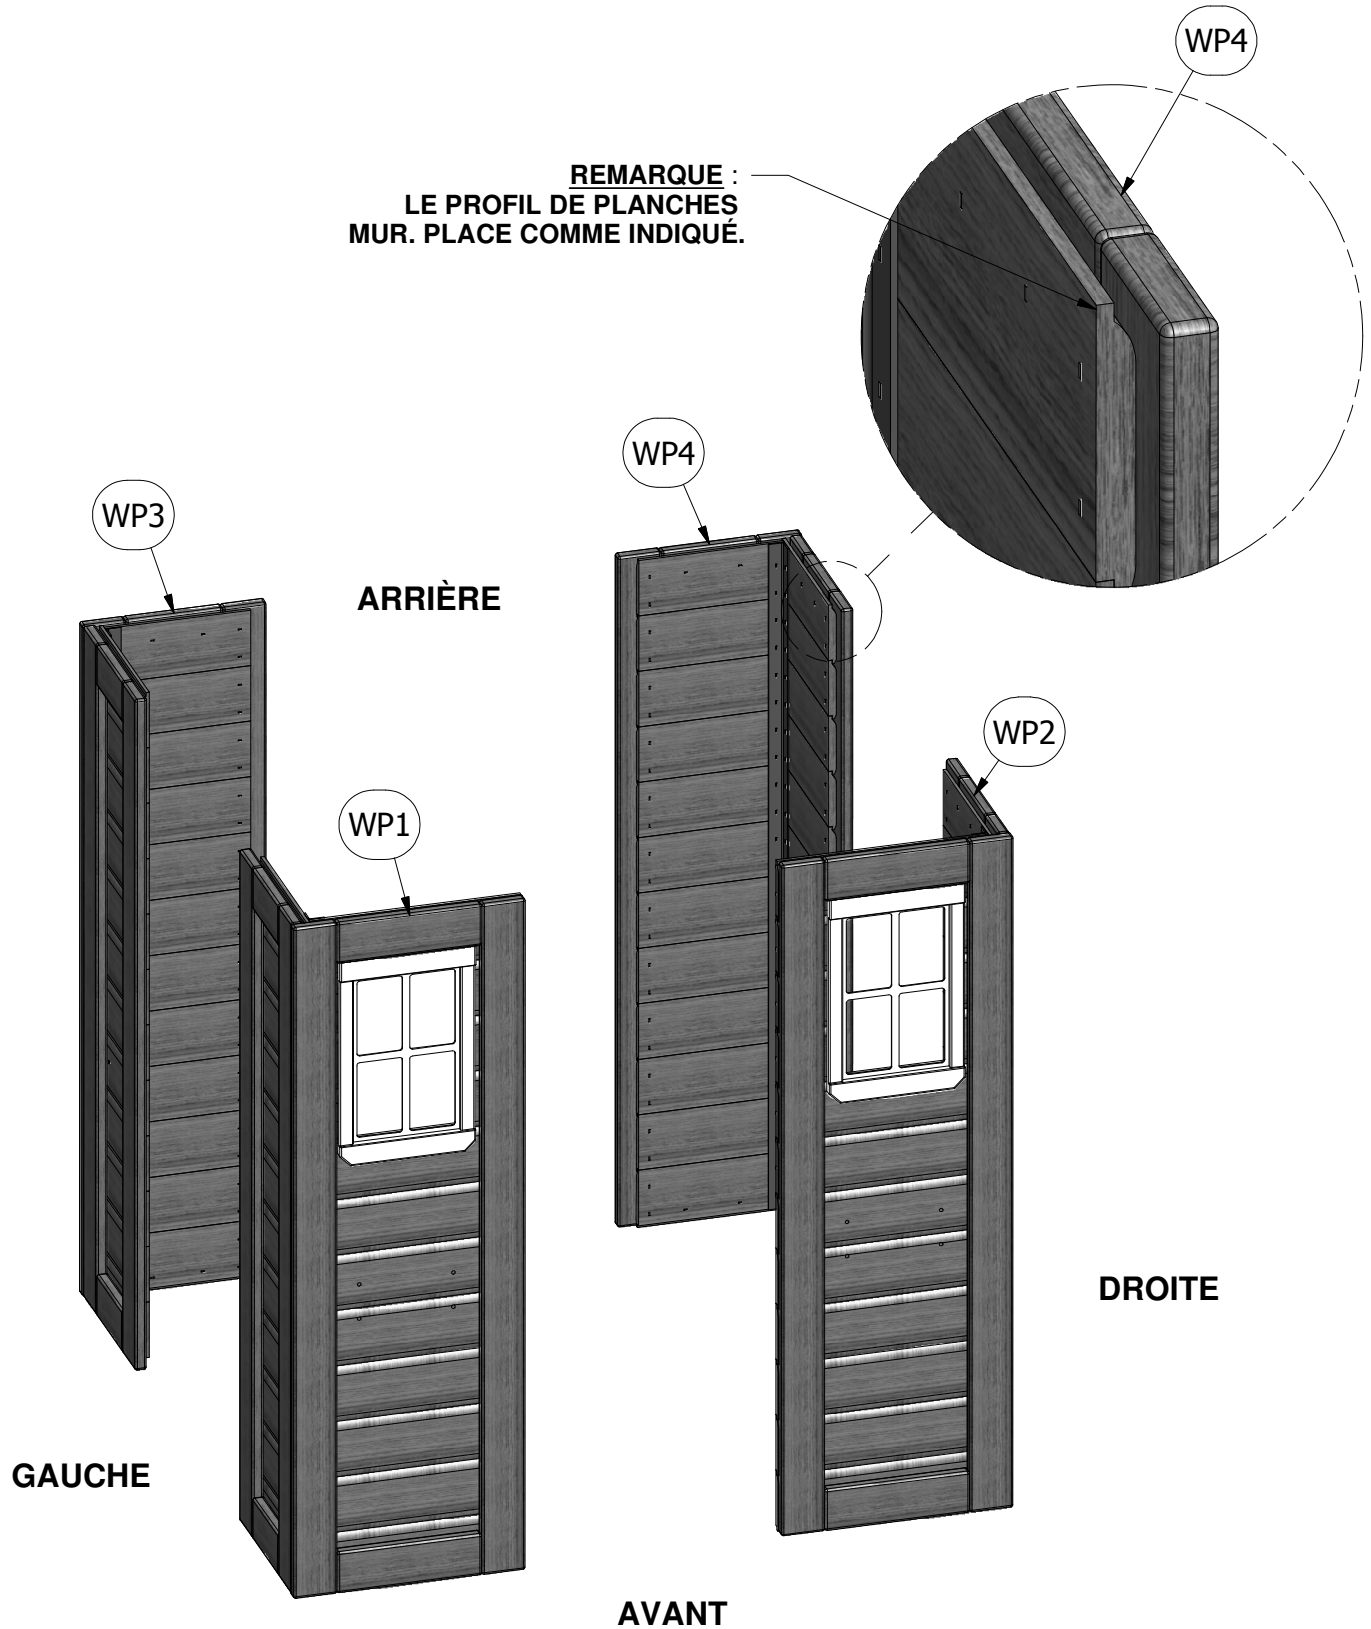 WP4
REMARQUE :
LE PROFIL DE PLANCHES
MUR. PLACE COMME INDIQUÉ.
WP4
WP3
ARRIÈRE
WP2
WP1
DROITE
GAUCHE
AVANT